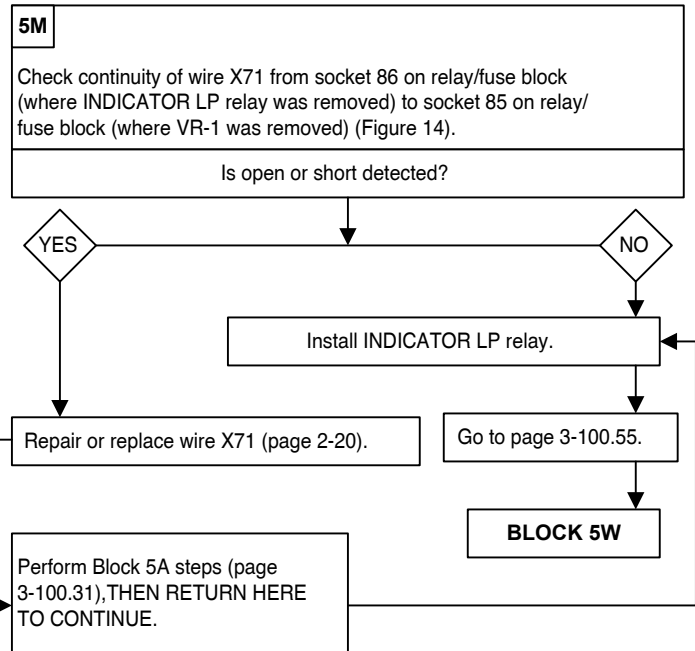 5M
Check continuity of wire X71 from socket 86 on relay/fuse block
(where INDICATOR LP relay was removed) to socket 85 on relay/
fuse block (where VR-1 was removed) (Figure 14).
Is open or short detected?
YES
NO
Install INDICATOR LP relay.
Repair or replace wire X71 (page 2-20).
Go to page 3-100.55.
BLOCK 5W
Perform Block 5A steps (page
3-100.31),THEN RETURN HERE
TO CONTINUE.